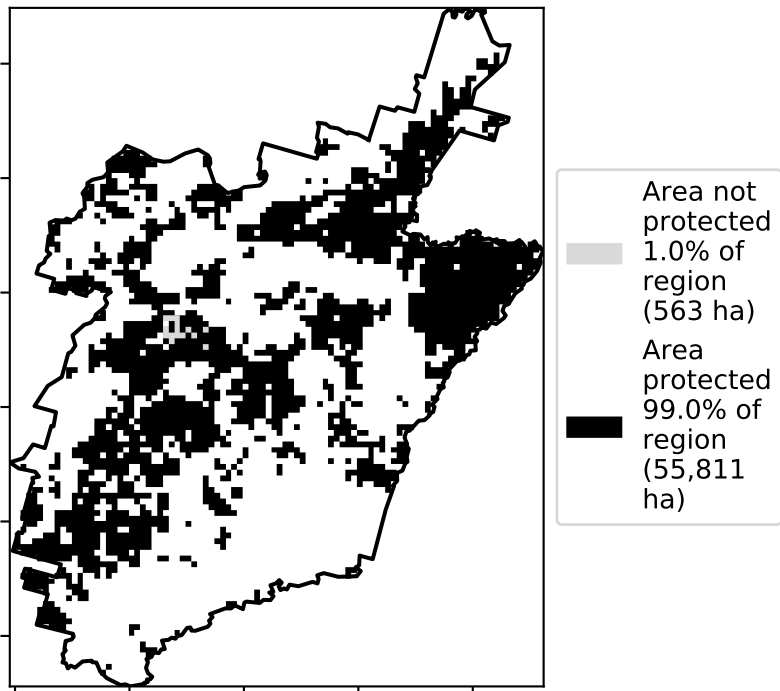 Area not
protected
1.0% of
region
(563 ha)
Area
protected
99.0% of
region
(55,811
ha)